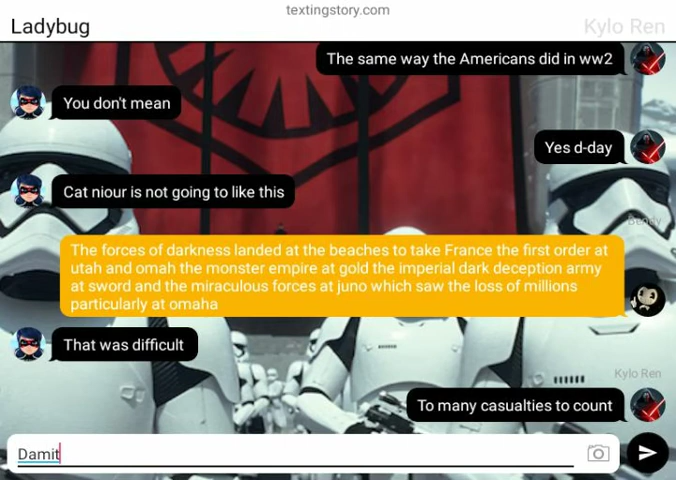 textingstory.com
Ladybug
Kylo Ren
The same way the Americans did in ww2
You don't mean
Yes d-day
Cat niour is not going to like this
Bendy
The forces of darkness landed at the beaches to take France the first order at
utah and omah the monster empire at gold the imperial dark deception army
at sword and the miraculous forces at juno which saw the loss of millions
particularly at omaha
That was difficult
Kylo Ren
To many casualties to count
Damit